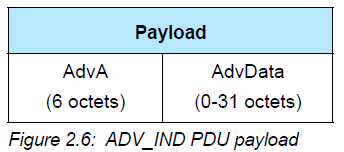 Payload
AdvA AdvData
(6 octets) (0-31 octets)
Figure 2.6: ADV_IND PDU payload